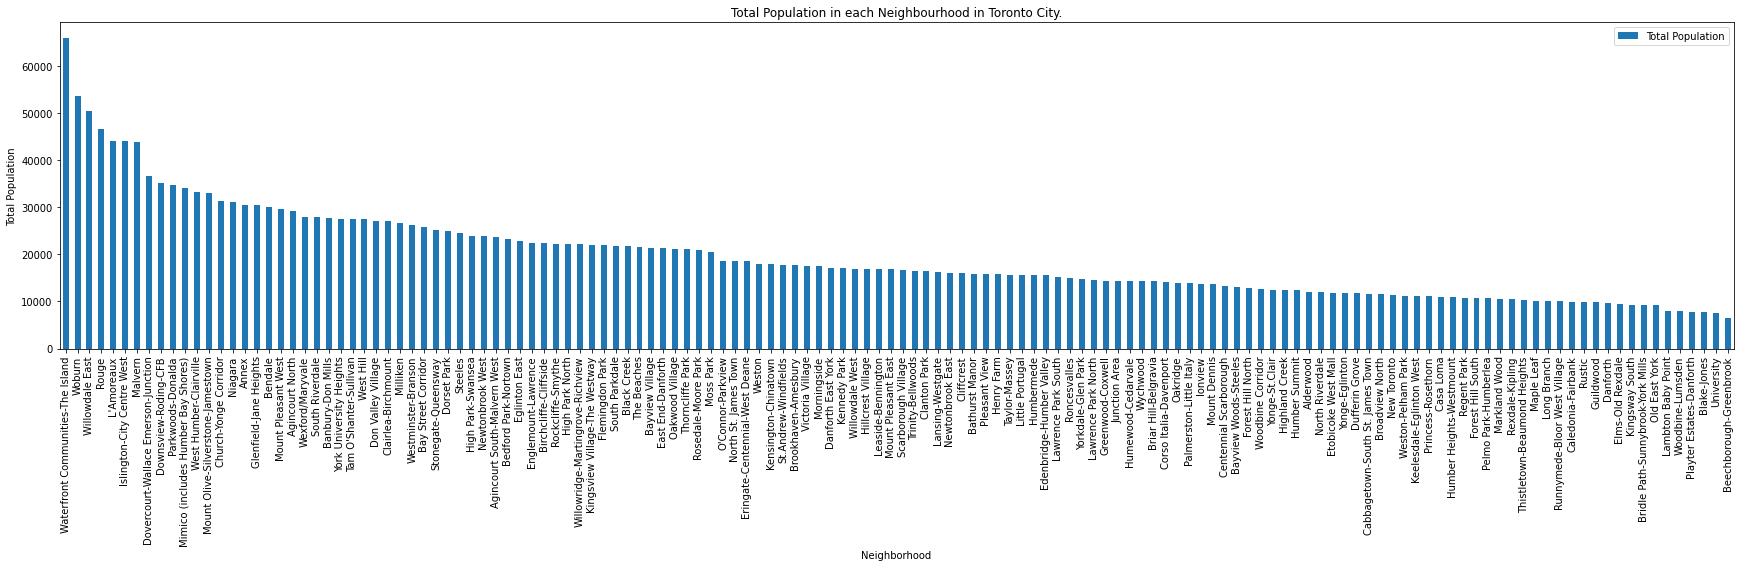 Total Population in each Neighbourhood in Toronto City.
Total Population
Total Population
60000
50000
40000
30000
20000
10000
0
Waterfront Communities-The Island
Woburn
Willowdale East
Rouge
L'Amoreaux
Islington-City Centre West
Malvern
Dovercourt-Wallace Emerson-Junction
Downsview-Roding-CFB
Parkwoods-Donalda
Mimico (includes Humber Bay Shores)
West Humber-Clairville
Mount Olive-Silverstone-Jamestown
Church-Yonge Corridor
Niagara
Annex
Glenfield-Jane Heights
Bendale
Mount Pleasant West
Agincourt North
Wexford/Maryvale
South Riverdale
Banbury-Don Mills
York University Heights
Tam O'Shanter-Sullivan
West Hill
Don Valley Village
Clairlea-Birchmount
Milliken
Westminster-Branson
Bay Street Corridor
Stonegate-Queensway
Dorset Park
Steeles
High Park-Swansea
Newtonbrook West
Agincourt South-Malvern West
Bedford Park-Nortown
Eglinton East
Englemount-Lawrence
Birchcliffe-Cliffside
Rockcliffe-Smythe
High Park North
Willowridge-Martingrove-Richview
Kingsview Village-The Westway
Flemingdon Park
South Parkdale
Black Creek
The Beaches
Bayview Village
East End-Danforth
Oakwood Village
Thorncliffe Park
Rosedale-Moore Park
Moss Park
O'Connor-Parkview
North St. James Town
Eringate-Centennial-West Deane
Weston
Kensington-Chinatown
St.Andrew-Windfields
Brookhaven-Amesbury
Victoria Village
Morningside
Danforth East York
Kennedy Park
Willowdale West
Hillcrest Village
Leaside-Bennington
Mount Pleasant East
Scarborough Village
Trinity-Bellwoods
Clanton Park
Lansing-Westgate
Newtonbrook East
Cliffcrest
Bathurst Manor
Pleasant View
Henry Farm
Taylor-Massey
Little Portugal
Humbermede
Edenbridge-Humber Valley
Lawrence Park South
Roncesvalles
Yorkdale-Glen Park
Lawrence Park North
Greenwood-Coxwell
Junction Area
Humewood-Cedarvale
Wychwood
Briar Hill-Belgravia
Corso Italia-Davenport
Oakridge
Palmerston-Little Italy
Ionview
Mount Dennis
Centennial Scarborough
Bayview Woods-Steeles
Forest Hill North
Woodbine Corridor
Yonge-St.Clair
Highland Creek
Humber Summit
Alderwood
North Riverdale
Etobicoke West Mall
Yonge-Eglinton
Dufferin Grove
Cabbagetown-South St. James Town
Broadview North
New Toronto
Weston-Pelham Park
Keelesdale-Eglinton West
Princess-Rosethorn
Casa Loma
Humber Heights-Westmount
Regent Park
Forest Hill South
Pelmo Park-Humberlea
Markland Wood
Rexdale-Kipling
Thistletown-Beaumond Heights
Maple Leaf
Long Branch
Runnymede-Bloor West Village
Caledonia-Fairbank
Rustic
Guildwood
Danforth
Elms-Old Rexdale
Kingsway South
Bridle Path-Sunnybrook-York Mills
Old East York
Lambton Baby Point
Woodbine-Lumsden
Playter Estates-Danforth
Blake-Jones
University
Beechborough-Greenbrook
Neighborhood